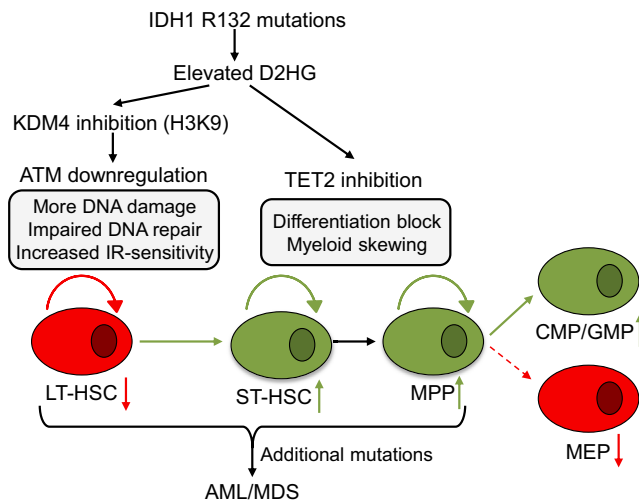 IDH1 R132 mutations
Elevated D2HG
KDM4 inhibition (H3K9)
ATM downregulation
More DNA damage
Impaired DNA repair
Increased IR-sensitivity
TET2 inhibition
Differentiation block
Myeloid skewing
LT-HSC
ST-HSC
MPP
CMP/GMP
MEP
Additional mutations
AML/MDS